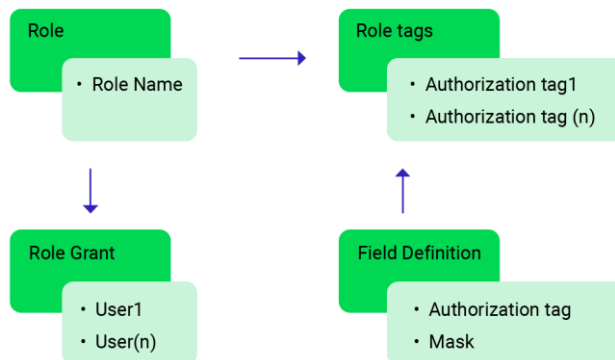 Role
• Role Name
Role tags
• Authorization tag1
• Authorization tag (n)
Role Grant
• User1
• User(n)
Field Definition
• Authorization tag
• Mask